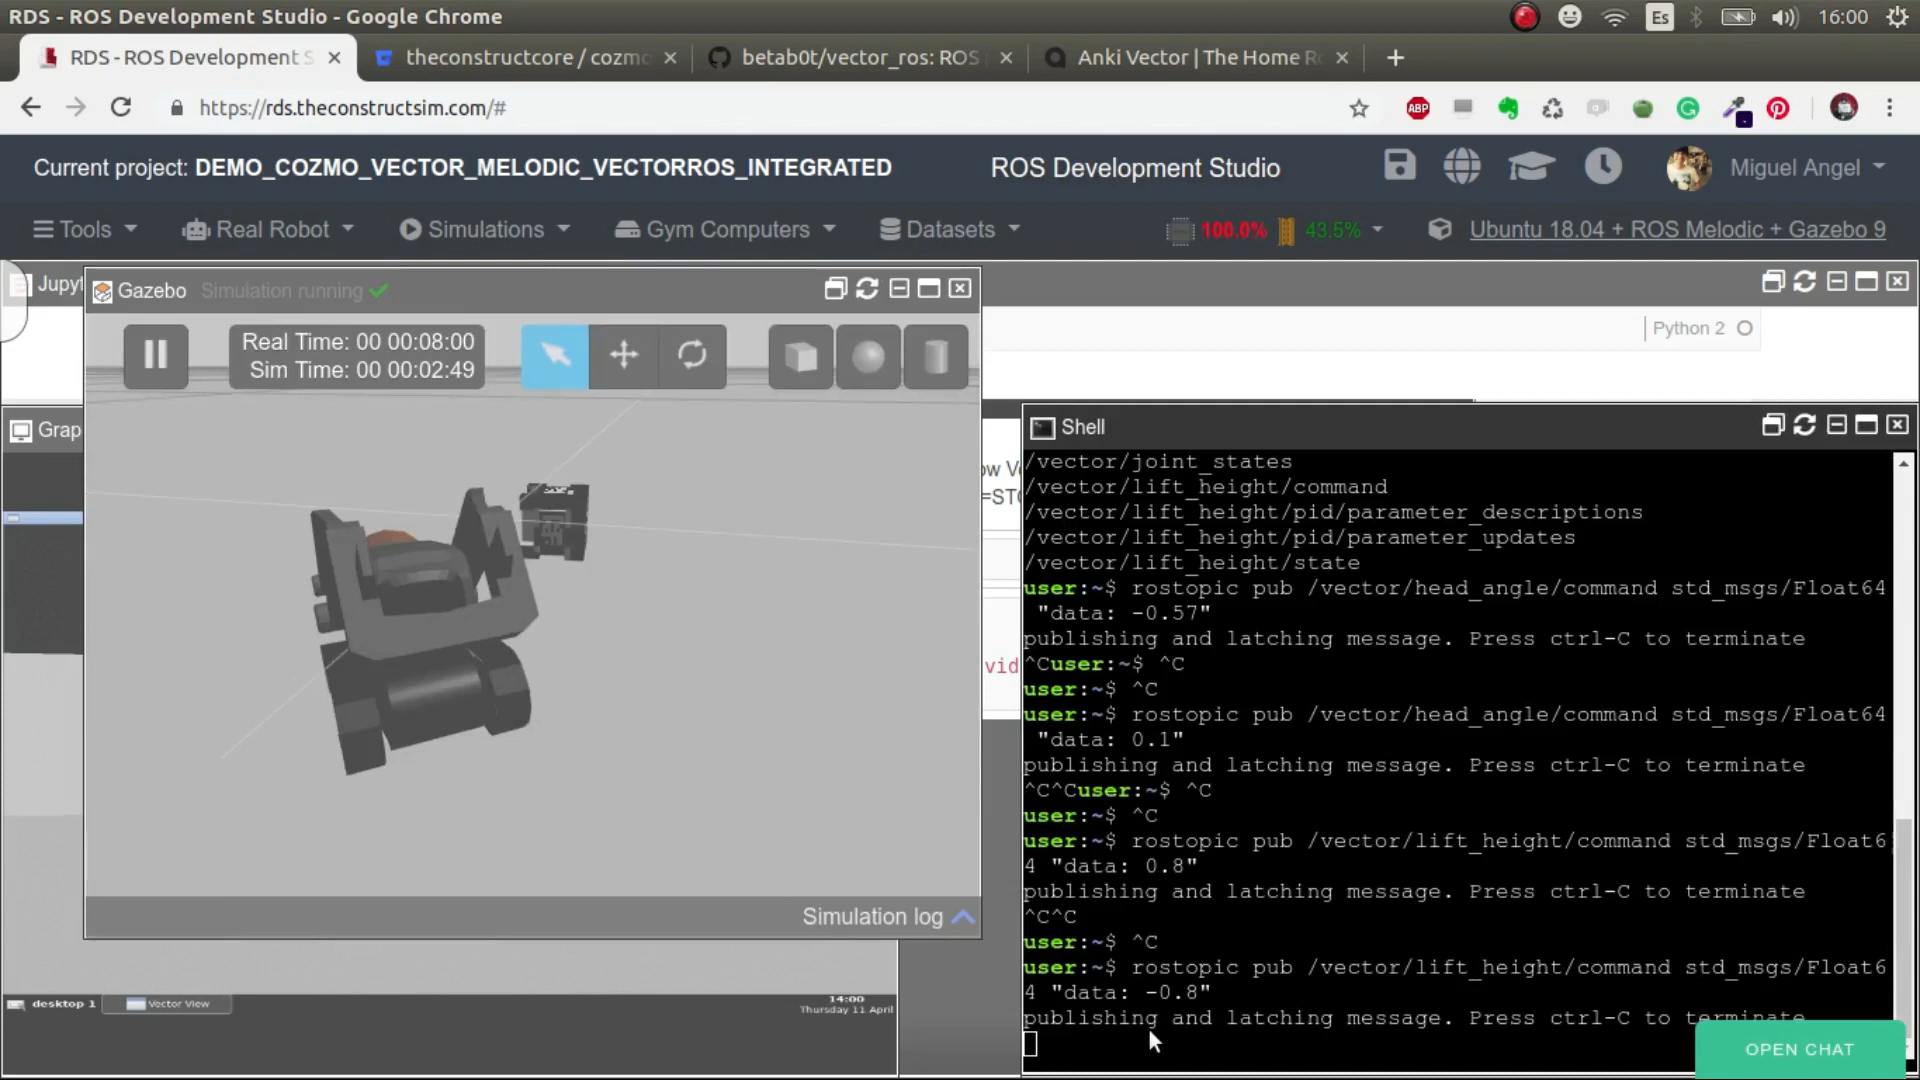 RDS - ROS Development Studio - Google Chrome
Es
16:00
RDS - ROS Development S
theconstructcore / cozmo
betab0t/vector_ros: ROS
Anki Vector | The Home Ro
https://rds.theconstructsim.com/#
ABP
Current project: DEMO_COZMO_VECTOR_MELODIC_VECTORROS_INTEGRATED
ROS Development Studio
Miguel Angel
Tools
Real Robot
Simulations
Gym Computers
Datasets
100.0%
43.5%
Ubuntu 18.04 + ROS Melodic + Gazebo 9
Jupyt
Gazebo
Simulation running
Python 2
Real Time: 00 00:08:00
Sim Time: 00 00:02:49
Grap
Shell
/vector/joint_states
/vector/lift_height/command
/vector/lift_height/pid/parameter_descriptions
/vector/lift_height/pid/parameter_updates
/vector/lift_height/state
user:~$ rostopic pub /vector/head_angle/command std_msgs/Float64
"data: -0.57"
publishing and latching message. Press ctrl-C to terminate
^Cuser:~$ ^C
user:~$ ^C
user:~$ rostopic pub /vector/head_angle/command std_msgs/Float64
"data: 0.1"
publishing and latching message. Press ctrl-C to terminate
^C^Cuser:~$ ^C
user:~$ ^C
user:~$ rostopic pub /vector/lift_height/command std_msgs/Float6
4 "data: 0.8"
publishing and latching message. Press ctrl-C to terminate
^C^C
user:~$ ^C
user:~$ rostopic pub /vector/lift_height/command std_msgs/Float6
4 "data: -0.8"
publishing and latching message. Press ctrl-C to terminate
ow V
=STO
vid
Simulation log
desktop 1
Vector View
14:00
Thursday 11 April
OPEN CHAT